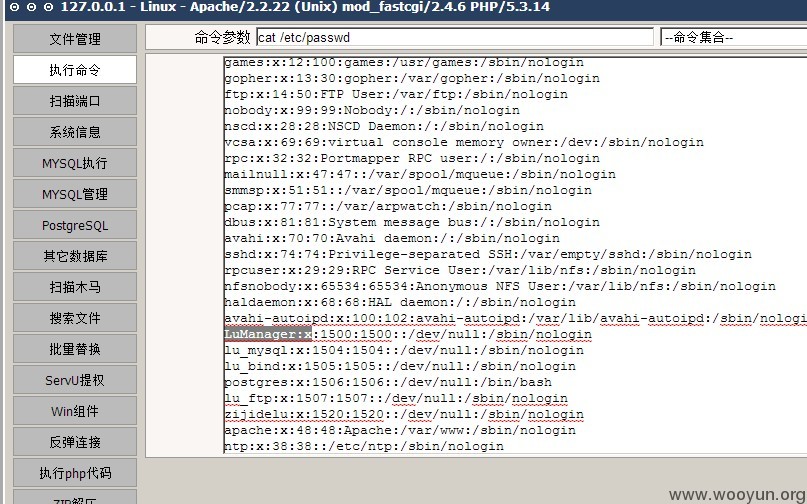 127.0.0.1 - Linux - Apache/2.2.22 (Unix) mod_fastcgi/2.4.6 PHP/5.3.14
文件管理
执行命令
扫描端口
系统信息
MYSQL执行
MYSQL管理
PostgreSQL
其它数据库
扫描木马
搜索文件
批量替换
ServU提权
Win组件
反弹连接
执行php代码
命令参数 cat /etc/passwd --命令集合--
games:x:12:100:games:/usr/games:/sbin/nologin
gopher:x:13:30:gopher:/var/gopher:/sbin/nologin
ftp:x:14:50:FTP User:/var/ftp:/sbin/nologin
nobody:x:99:99:Nobody:/:/sbin/nologin
nscd:x:28:28:NSCD Daemon:/:/sbin/nologin
vcsa:x:69:69:virtual console memory owner:/dev:/sbin/nologin
rpc:x:32:32:Portmapper RPC user:/:/sbin/nologin
mailnull:x:47:47::/var/spool/mqueue:/sbin/nologin
smmsp:x:51:51::/var/spool/mqueue:/sbin/nologin
pcap:x:77:77::/var/arpwatch:/sbin/nologin
dbus:x:81:81:System message bus:/:/sbin/nologin
avahi:x:70:70:Avahi daemon:/:/sbin/nologin
sshd:x:74:74:Privilege-separated SSH:/var/empty/sshd:/sbin/nologin
rpcuser:x:29:29:RPC Service User:/var/lib/nfs:/sbin/nologin
nfsnobody:x:65534:65534:Anonymous NFS User:/var/lib/nfs:/sbin/nologin
haldaemon:x:68:68:HAL daemon:/:/sbin/nologin
avahi-autoipd:x:100:102:avahi-autoipd:/var/lib/avahi-autoipd:/sbin/nologi
LuManager:x:1500:1500::/dev/null:/sbin/nologin
lu_mysql:x:1504:1504::/dev/null:/sbin/nologin
lu_bind:x:1505:1505::/dev/null:/sbin/nologin
postgres:x:1506:1506::/dev/null:/bin/bash
lu_ftp:x:1507:1507::/dev/null:/sbin/nologin
zijidelu:x:1520:1520::/dev/null:/sbin/nologin
apache:x:48:48:Apache:/var/www:/sbin/nologin
ntp:x:38:38::/etc/ntp:/sbin/nologin
www.wooyun.org